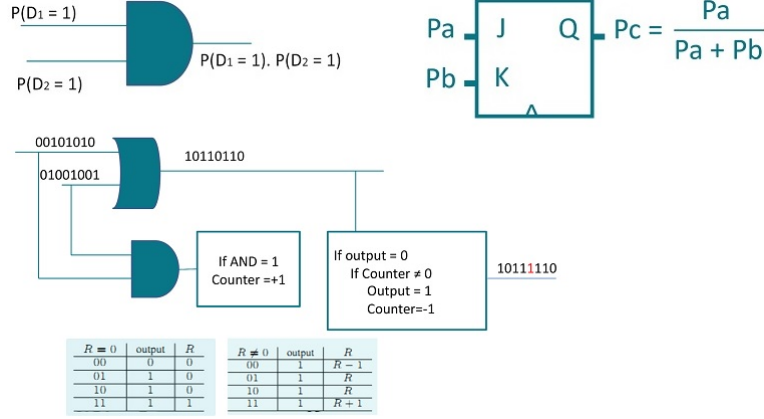 P(D1 = 1)
P(D1 = 1). P(D2 = 1)
P(D2 = 1)
Pa J Q Pc = Pa
Pa + Pb
Pb K
00101010
10110110
01001001
If AND = 1
Counter =+1
If output = 0
If Counter ≠ 0
Output = 1
Counter=-1
10111110
R = 0 output R
00 0 0
01 1 0
10 1 0
11 1 1
R ≠ 0 output R
00 1 R − 1
01 1 R
10 1 R
11 1 R + 1